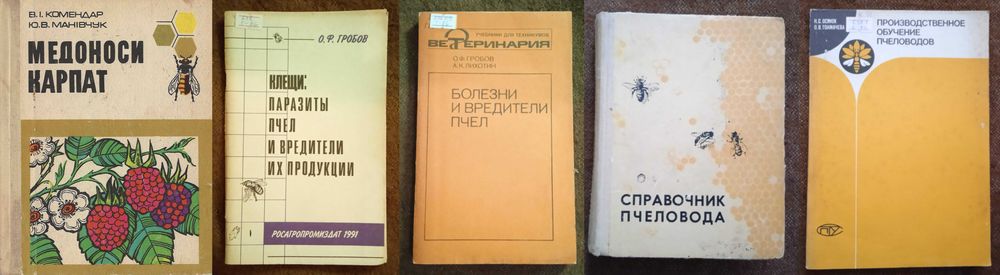 В.І. КОМЕНДАР
Ю.В. МАНІВЧУК
МЕДОНОСИ
КАРПАТ
О.Ф. ГРОБОВ
КЛЕЩИ:
ПАРАЗИТЫ
ПЧЕЛ
И ВРЕДИТЕЛИ
ИХ ПРОДУКЦИИ
РОСАГРОПРОМИЗДАТ 1991
УЧЕБНИКИ ДЛЯ ТЕХНИКУМОВ
ВЕТЕРИНАРИЯ
О.Ф. ГРОБОВ
А.К. ЛИХОТИН
БОЛЕЗНИ
И ВРЕДИТЕЛИ
ПЧЕЛ
СПРАВОЧНИК
ПЧЕЛОВОДА
ПРОИЗВОДСТВЕННОЕ
ОБУЧЕНИЕ
ПЧЕЛОВОДОВ
ПТУ